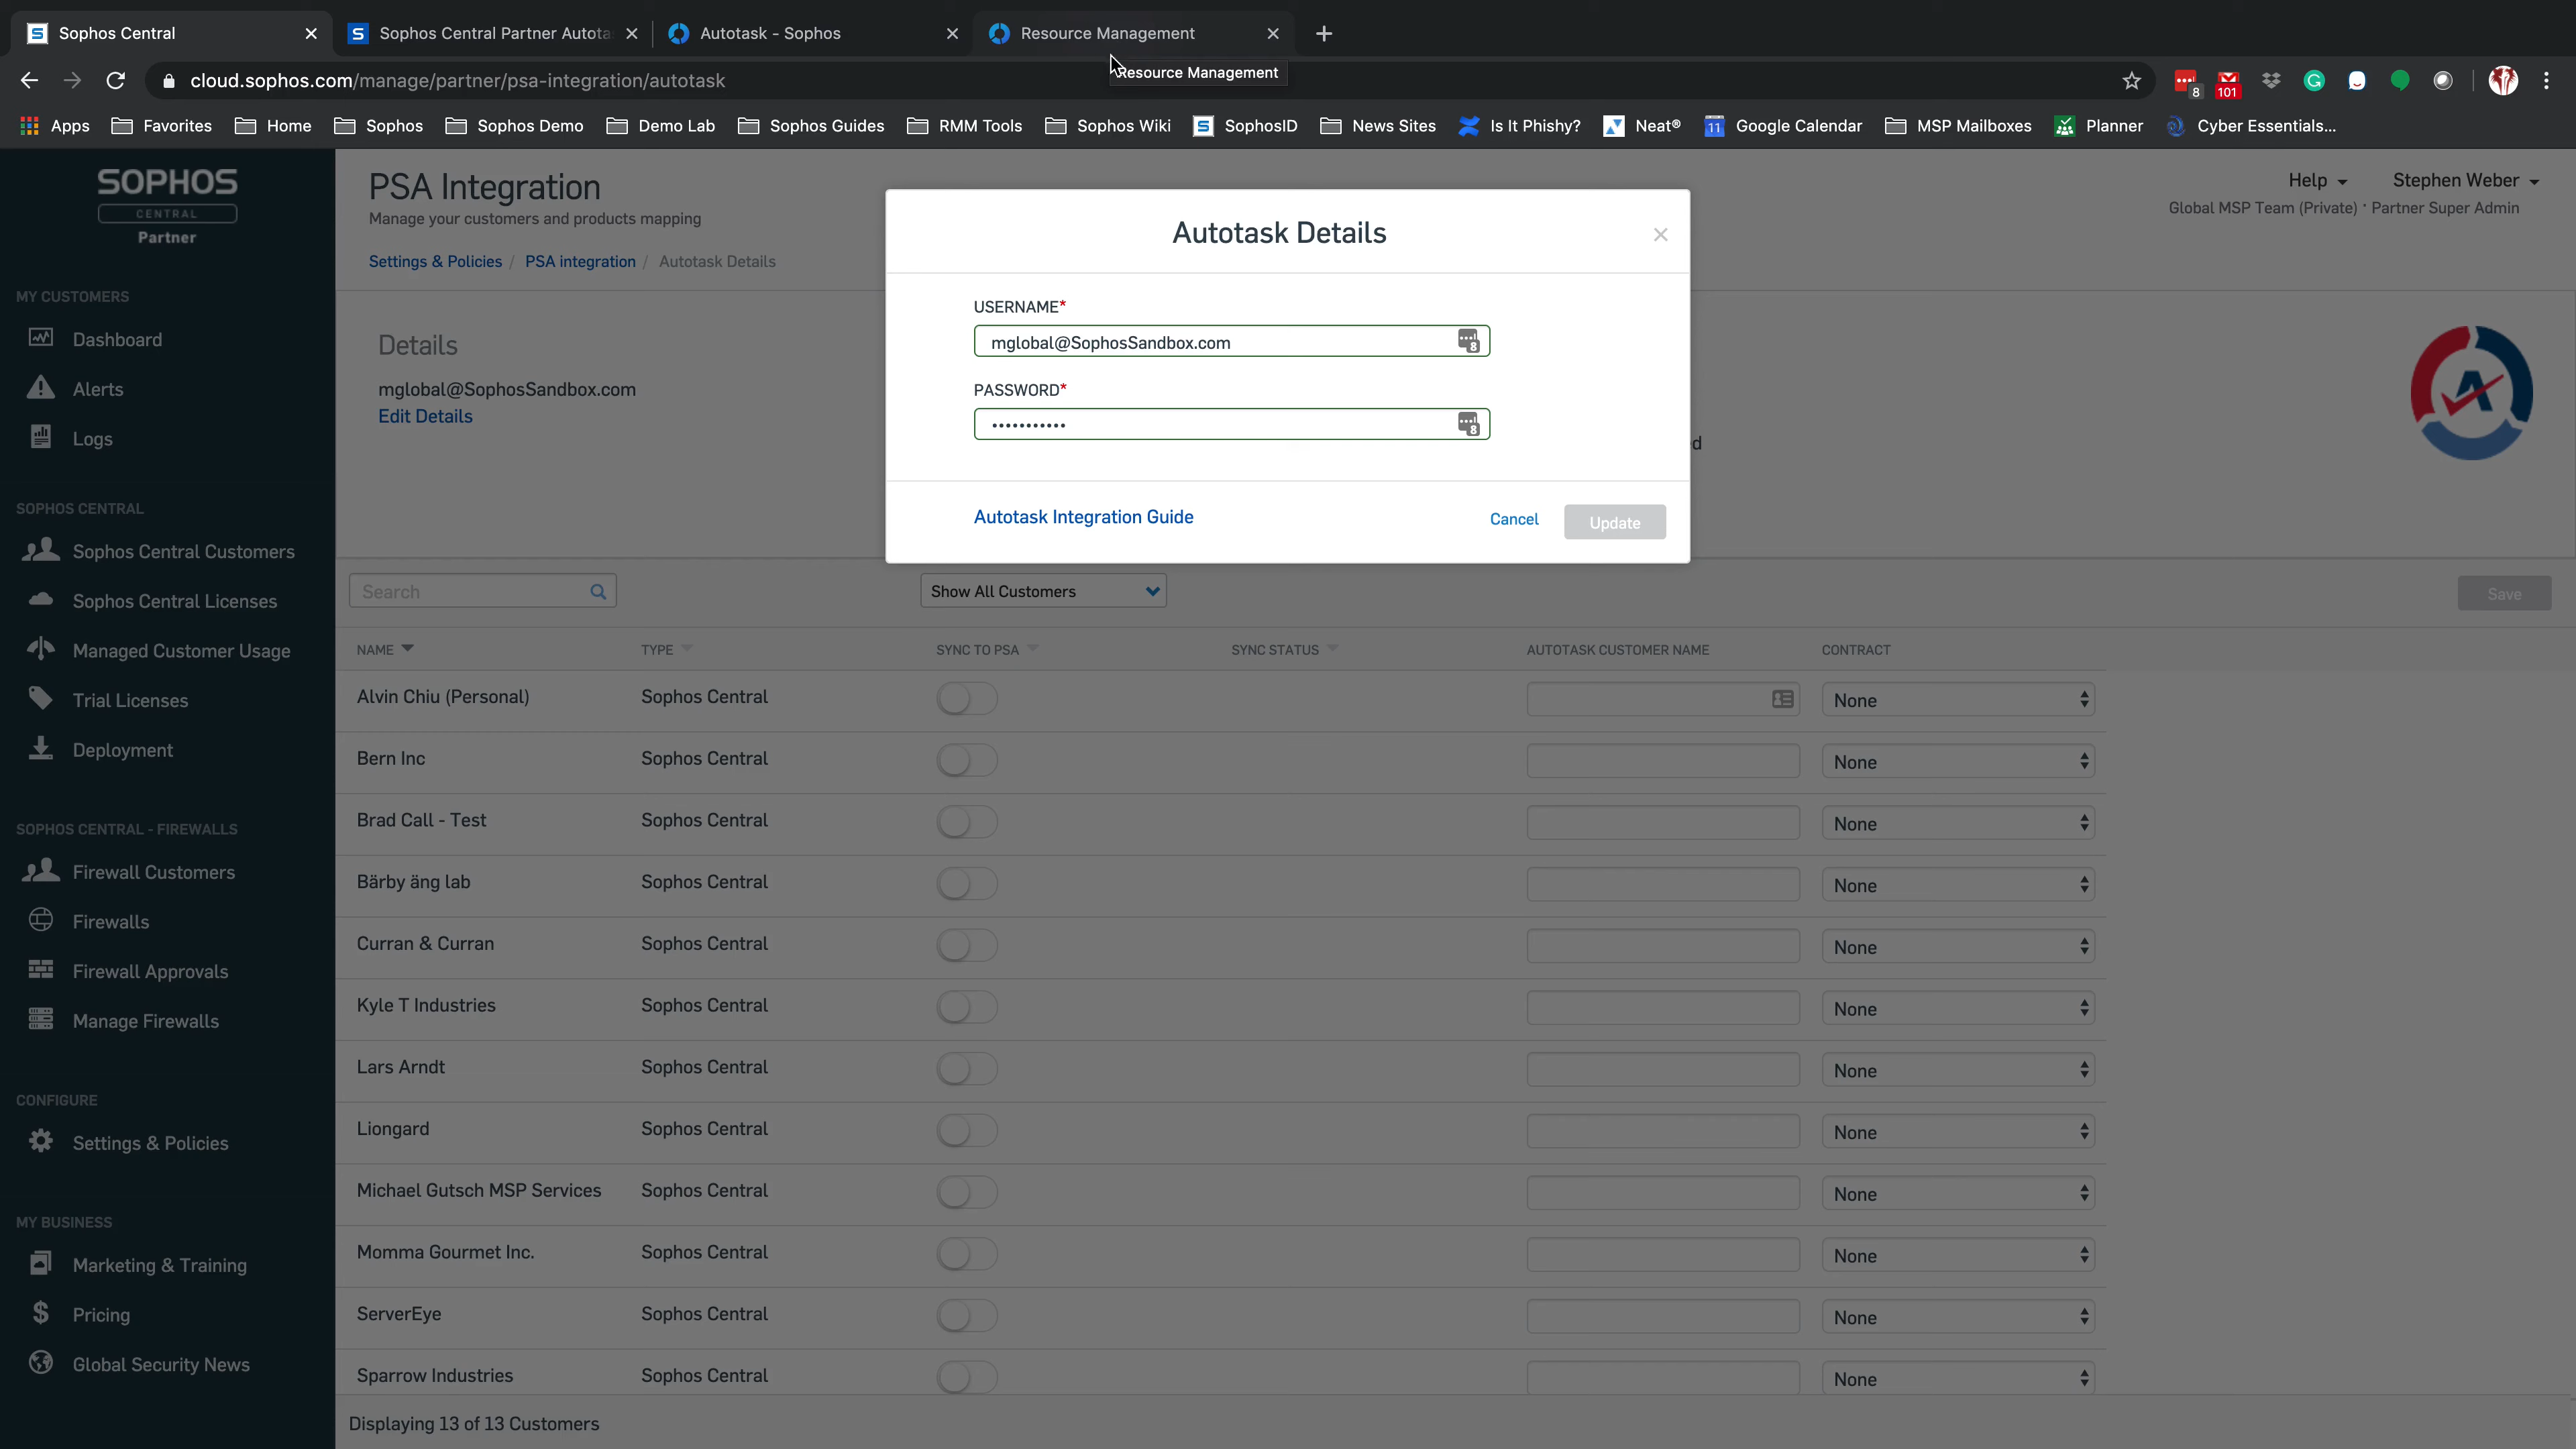 Sophos Central
Sophos Central Partner Autota
Autotask - Sophos
Resource Management
cloud.sophos.com/manage/partner/psa-integration/autotask
Resource Management
8
101
Apps
Favorites
Home
Sophos
Sophos Demo
Demo Lab
Sophos Guides
RMM Tools
Sophos Wiki
SophosID
News Sites
Is It Phishy?
Neat®
11
Google Calendar
MSP Mailboxes
Planner
Cyber Essentials...
SOPHOS
CENTRAL
Partner
MY CUSTOMERS
Dashboard
Alerts
Logs
SOPHOS CENTRAL
Sophos Central Customers
Sophos Central Licenses
Managed Customer Usage
Trial Licenses
Deployment
SOPHOS CENTRAL - FIREWALLS
Firewall Customers
Firewalls
Firewall Approvals
Manage Firewalls
CONFIGURE
Settings & Policies
MY BUSINESS
Marketing & Training
Pricing
Global Security News
PSA Integration
Manage your customers and products mapping
Help
Stephen Weber
Global MSP Team (Private) · Partner Super Admin
Settings & Policies / PSA integration / Autotask Details
Details
mglobal@SophosSandbox.com
Edit Details
Autotask Details
USERNAME*
mglobal@SophosSandbox.com
8
PASSWORD*
•••••••••••
8
Autotask Integration Guide
Cancel
Update
ed
Search
Show All Customers
Save
NAME TYPE SYNC TO PSA SYNC STATUS AUTOTASK CUSTOMER NAME CONTRACT
Alvin Chiu (Personal) Sophos Central None
Bern Inc Sophos Central None
Brad Call - Test Sophos Central None
Bärby äng lab Sophos Central None
Curran & Curran Sophos Central None
Kyle T Industries Sophos Central None
Lars Arndt Sophos Central None
Liongard Sophos Central None
Michael Gutsch MSP Services Sophos Central None
Momma Gourmet Inc. Sophos Central None
ServerEye Sophos Central None
Sparrow Industries Sophos Central None
Displaying 13 of 13 Customers